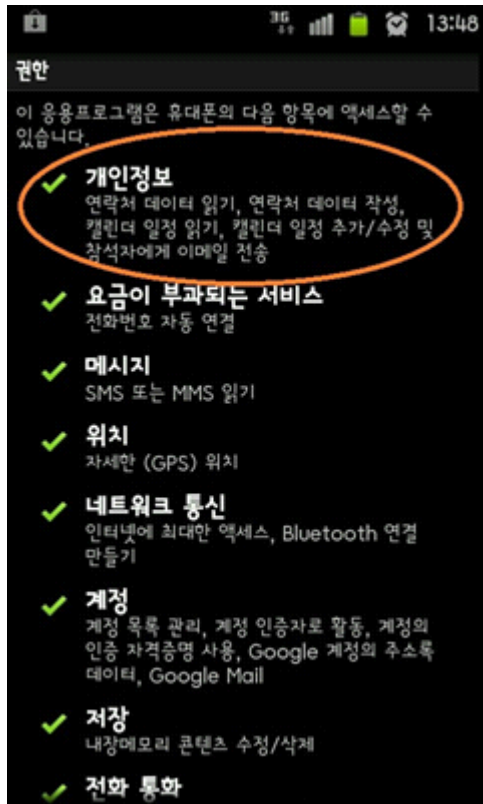 3G 13:48
권한
이 응용프로그램은 휴대폰의 다음 항목에 액세스할 수
있습니다.
개인정보
연락처 데이터 읽기, 연락처 데이터 작성,
캘린더 일정 읽기, 캘린더 일정 추가/수정 및
참석자에게 이메일 전송
요금이 부과되는 서비스
전화번호 자동 연결
메시지
SMS 또는 MMS 읽기
위치
자세한 (GPS) 위치
네트워크 통신
인터넷에 최대한 액세스, Bluetooth 연결
만들기
계정
계정 목록 관리, 계정 인증자로 활동, 계정의
인증 자격증명 사용, Google 계정의 주소록
데이터, Google Mail
저장
내장메모리 콘텐츠 수정/삭제
전화 통화